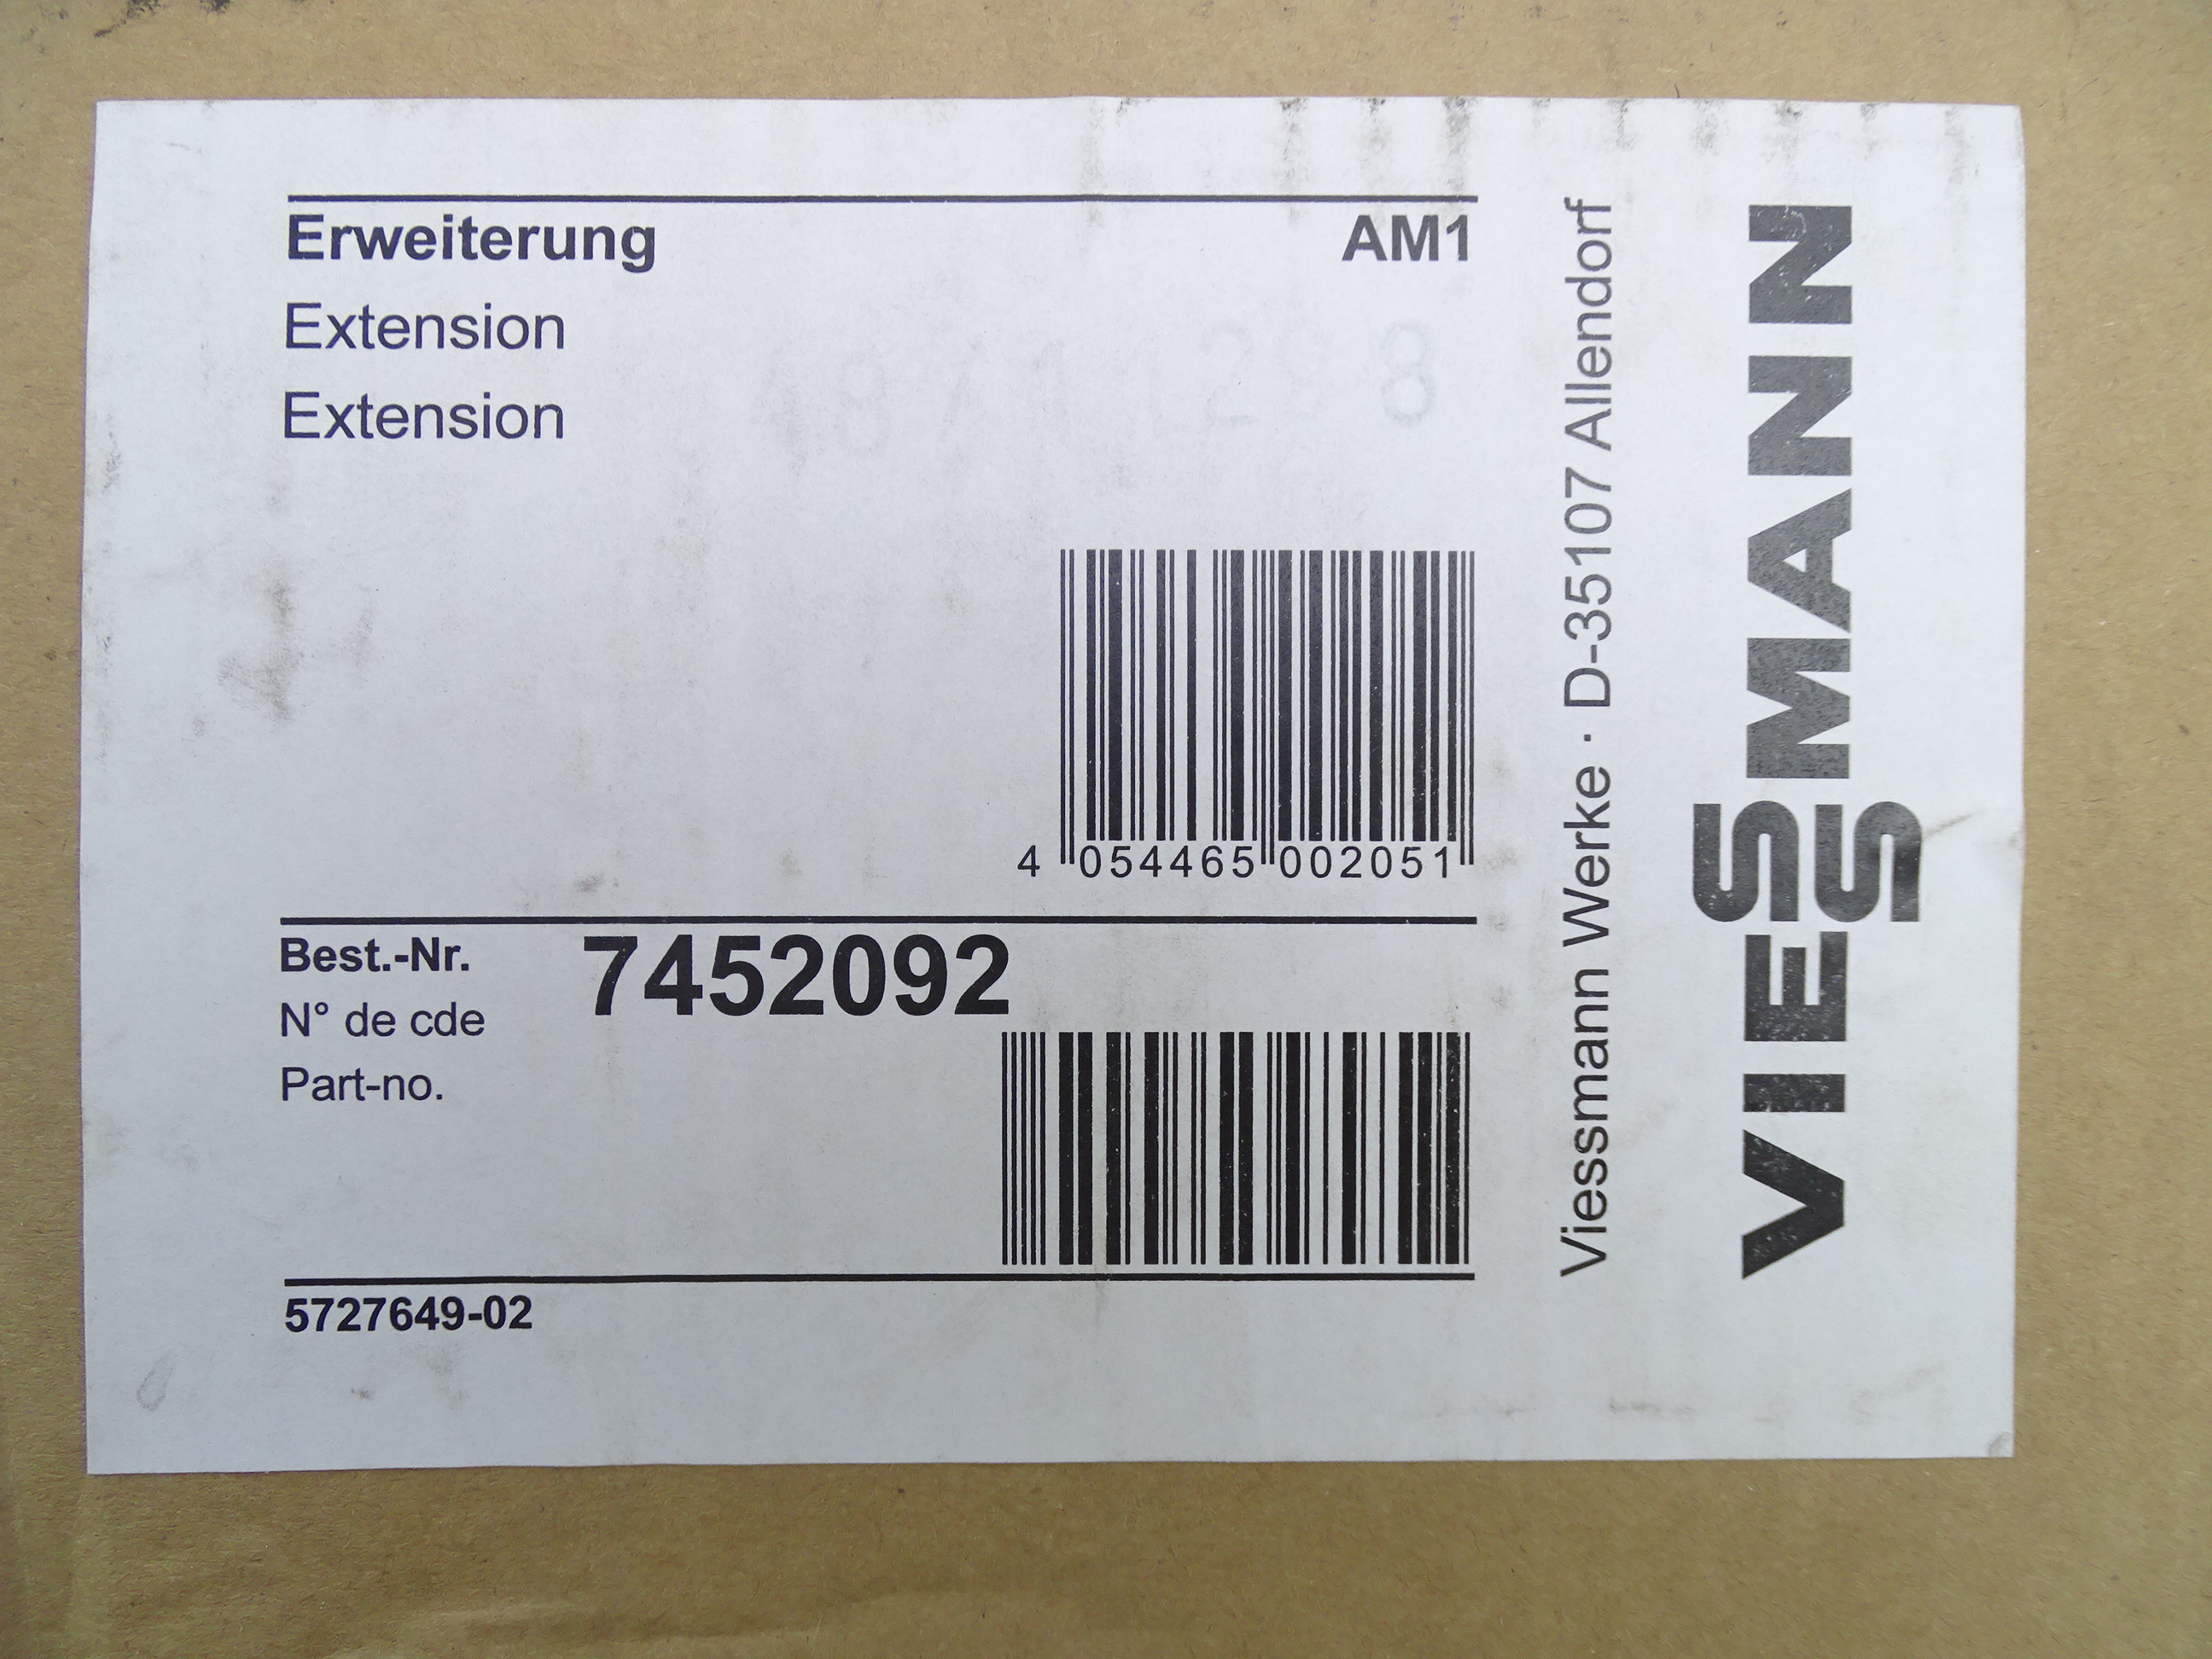 Erweiterung AM1
Extension
Extension
4 054465 002051
Best.-Nr. 7452092
N° de cde
Part-no.
5727649-02
Viessmann Werke · D-35107 Allendorf
VIESSMANN